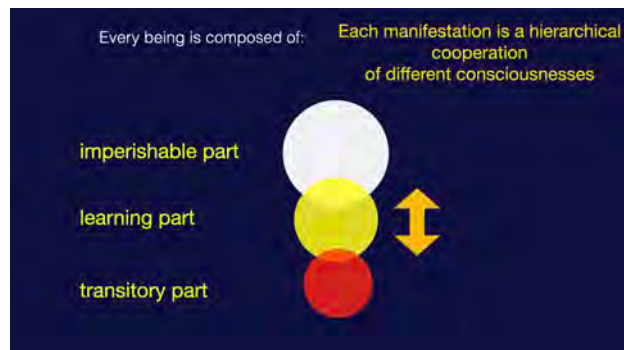 Every being is composed of:
Each manifestation is a hierarchical
cooperation
of different consciousnesses
imperishable part
learning part
transitory part